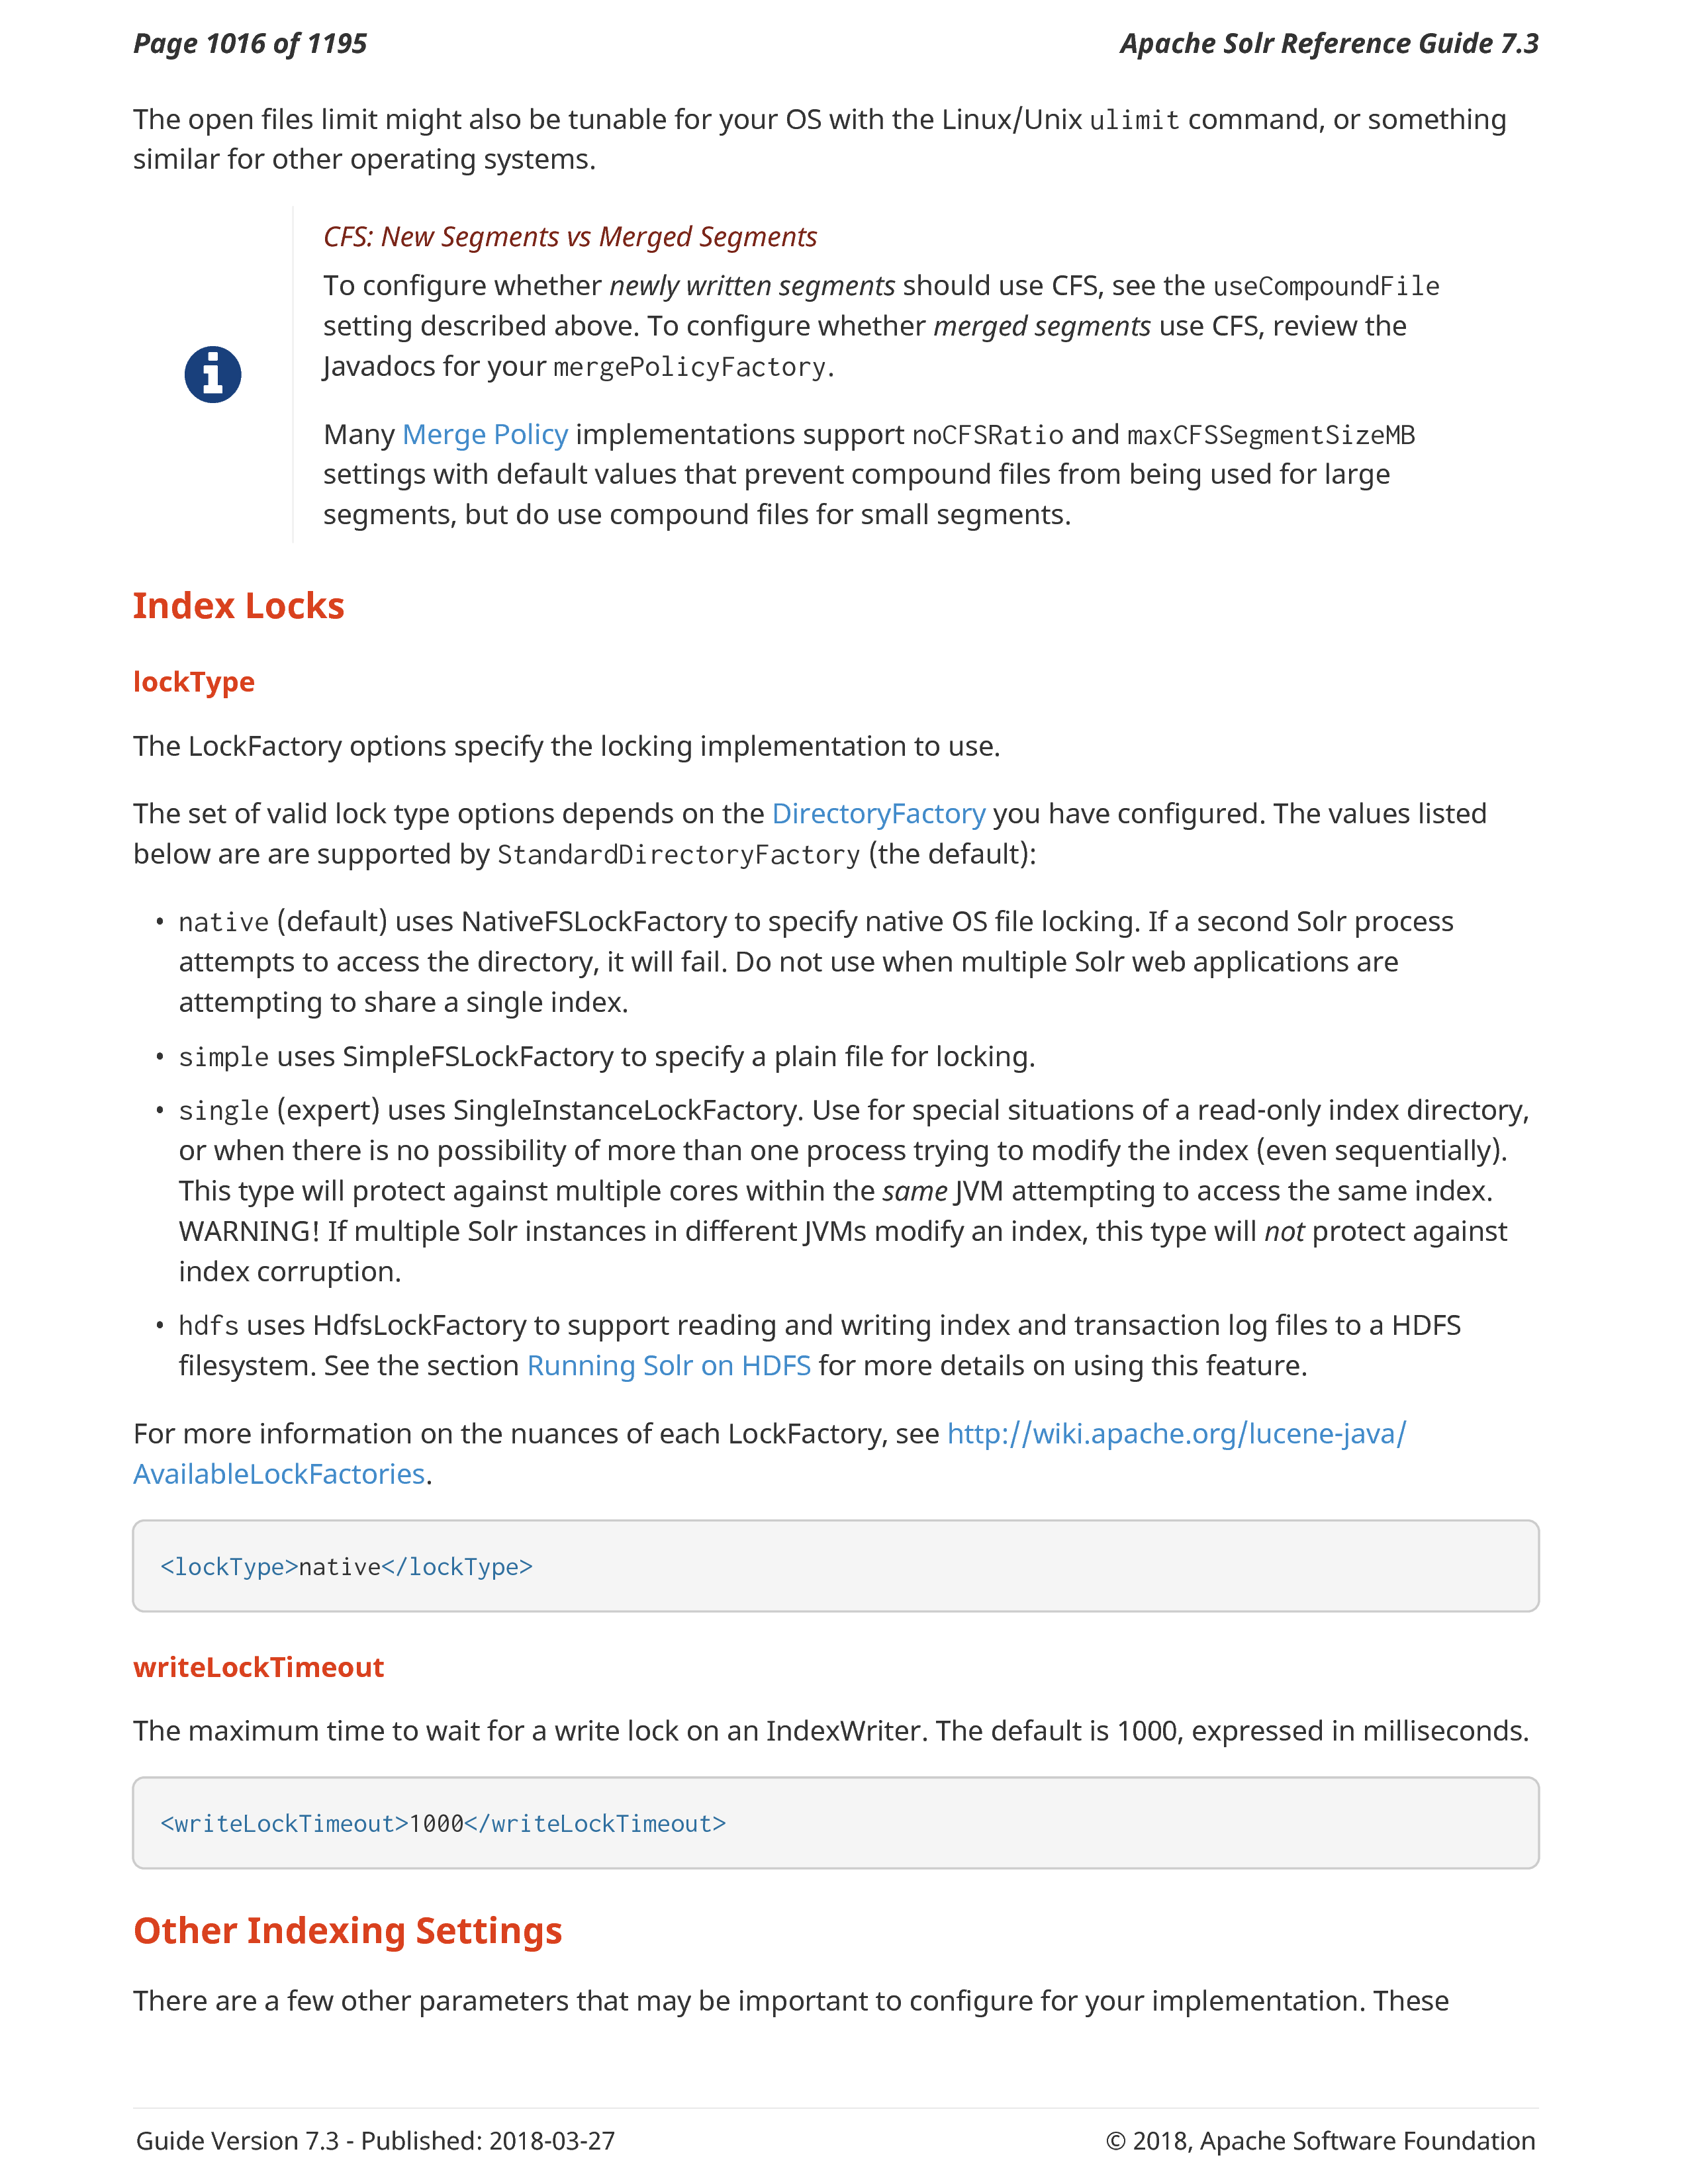 Page 1016 of 1195
Apache Solr Reference Guide 7.3
The open files limit might also be tunable for your OS with the Linux/Unix ulimit command, or something
similar for other operating systems.
CFS: New Segments vs Merged Segments
To configure whether newly written segments should use CFS, see the useCompoundFile
setting described above. To configure whether merged segments use CFS, review the
Javadocs for your mergePolicyFactory.
Many Merge Policy implementations support noCFSRatio and maxCFSSegmentSizeMB
settings with default values that prevent compound files from being used for large
segments, but do use compound files for small segments.
Index Locks
lockType
The LockFactory options specify the locking implementation to use.
The set of valid lock type options depends on the DirectoryFactory you have configured. The values listed
below are are supported by StandardDirectoryFactory (the default):
• native (default) uses NativeFSLockFactory to specify native OS file locking. If a second Solr process
attempts to access the directory, it will fail. Do not use when multiple Solr web applications are
attempting to share a single index.
• simple uses SimpleFSLockFactory to specify a plain file for locking.
• single (expert) uses SingleInstanceLockFactory. Use for special situations of a read-only index directory,
or when there is no possibility of more than one process trying to modify the index (even sequentially).
This type will protect against multiple cores within the same JVM attempting to access the same index.
WARNING! If multiple Solr instances in different JVMs modify an index, this type will not protect against
index corruption.
• hdfs uses HdfsLockFactory to support reading and writing index and transaction log files to a HDFS
filesystem. See the section Running Solr on HDFS for more details on using this feature.
For more information on the nuances of each LockFactory, see http://wiki.apache.org/lucene-java/
AvailableLockFactories.
<lockType>native</lockType>
writeLockTimeout
The maximum time to wait for a write lock on an IndexWriter. The default is 1000, expressed in milliseconds.
<writeLockTimeout>1000</writeLockTimeout>
Other Indexing Settings
There are a few other parameters that may be important to configure for your implementation. These
Guide Version 7.3 - Published: 2018-03-27
© 2018, Apache Software Foundation